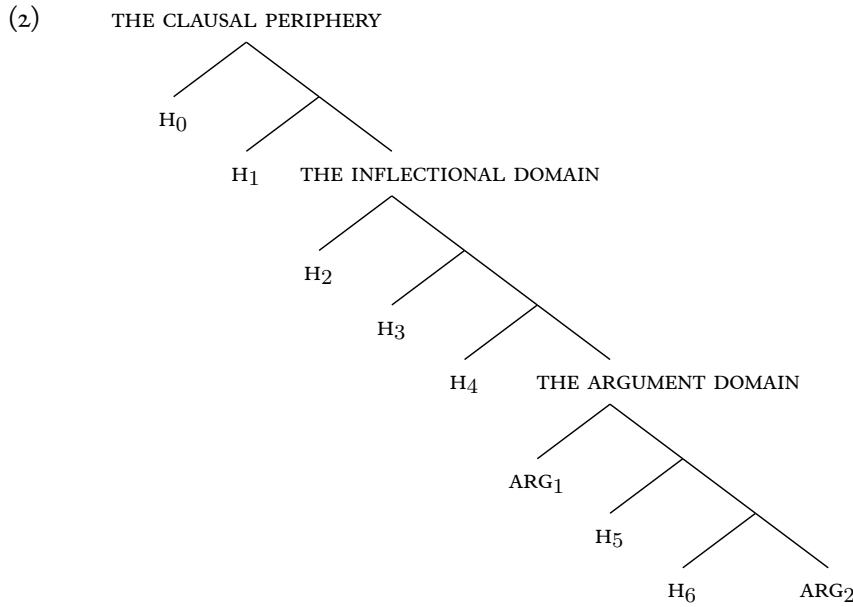 (2) THE CLAUSAL PERIPHERY
H0
H1 THE INFLECTIONAL DOMAIN
H2
H3
H4 THE ARGUMENT DOMAIN
ARG1
H5
H6 ARG2